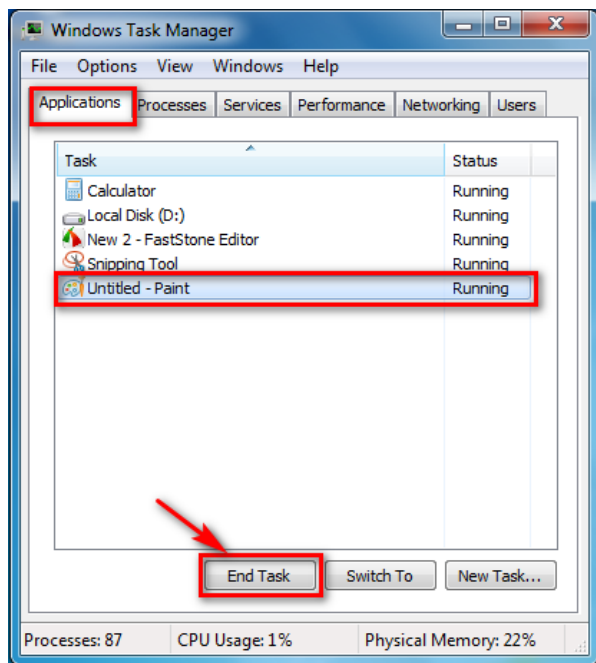 Windows Task Manager
File Options View Windows Help
Applications Processes Services Performance Networking Users
Task Status
Calculator Running
Local Disk (D:) Running
New 2 - FastStone Editor Running
Snipping Tool Running
Untitled - Paint Running
End Task Switch To New Task...
Processes: 87 CPU Usage: 1% Physical Memory: 22%